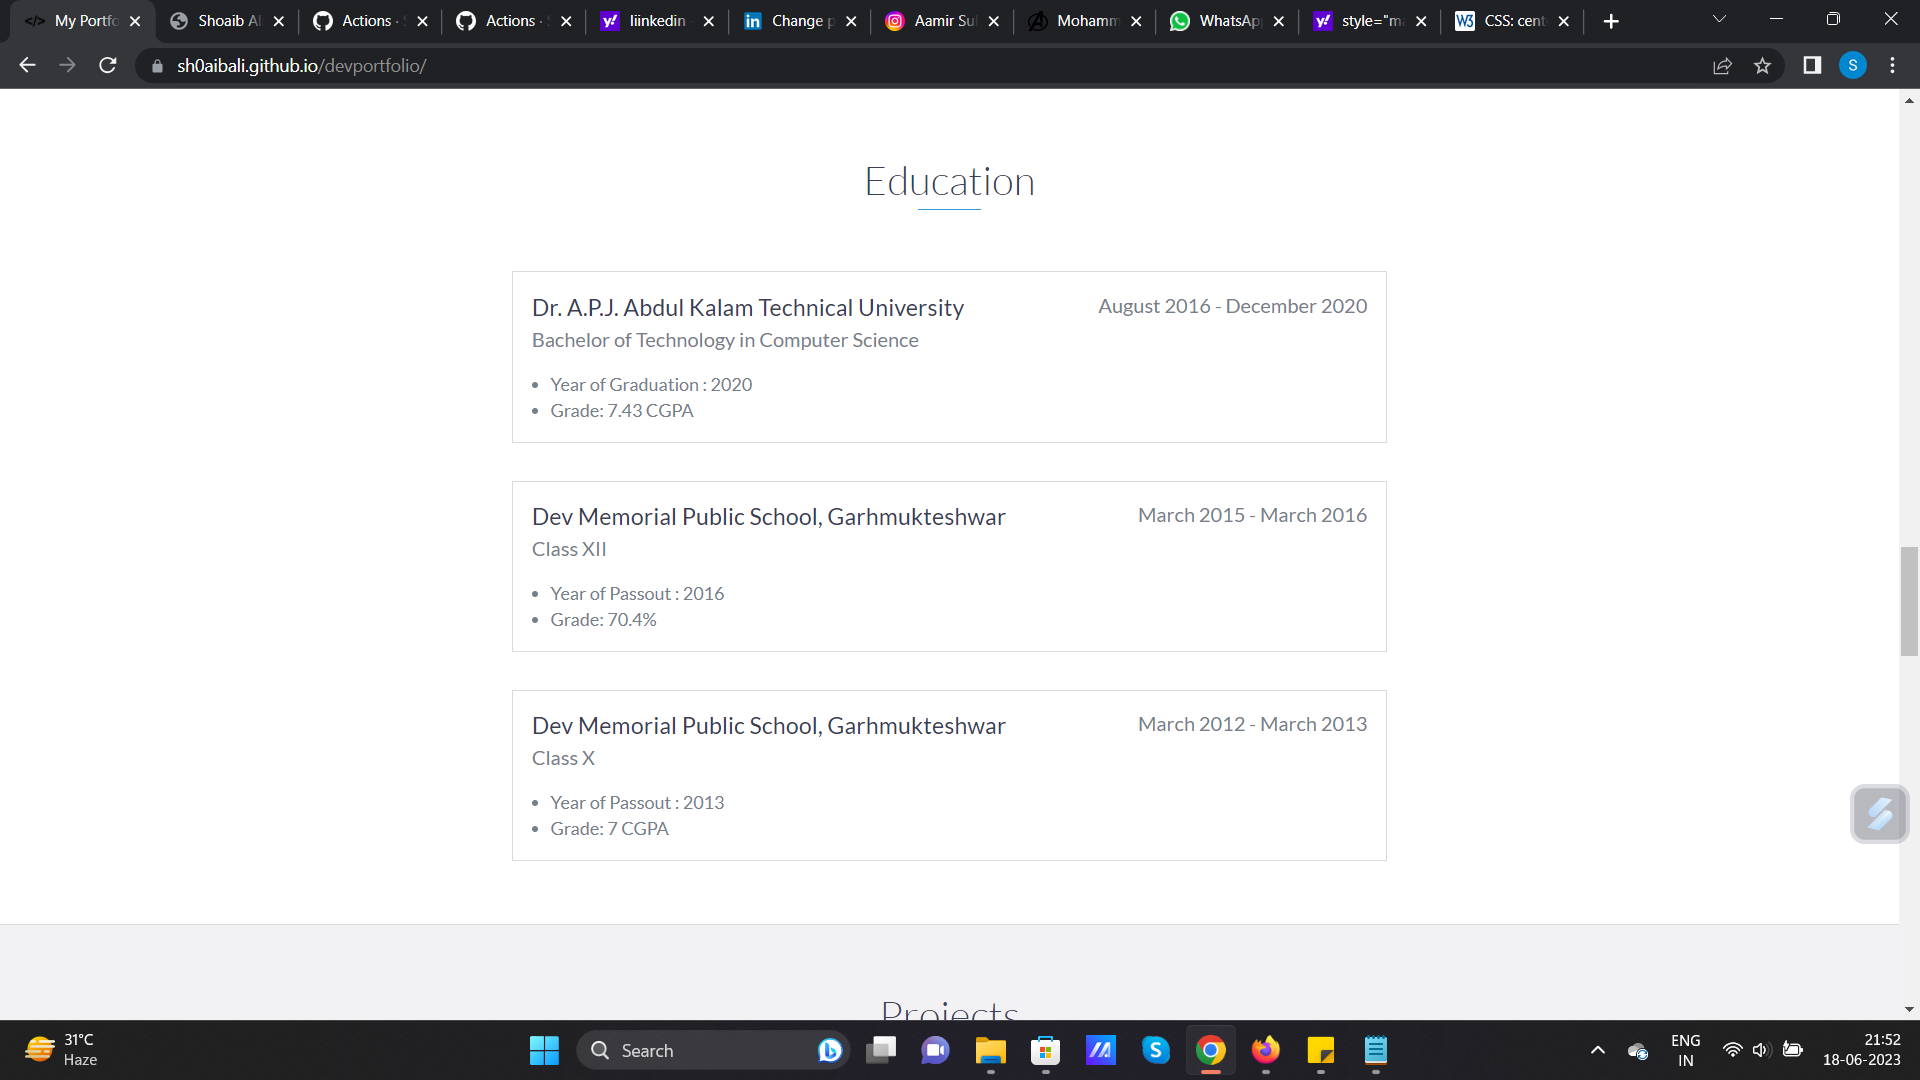 My Portfo
Shoaib Al
Actions ·
Actions ·
liinkedin
Change p
Aamir Sul
Mohamm
WhatsApp
style="ma
CSS: cent
sh0aibali.github.io/devportfolio/
S
Education
Dr. A.P.J. Abdul Kalam Technical University
August 2016 - December 2020
Bachelor of Technology in Computer Science
Year of Graduation : 2020
Grade: 7.43 CGPA
Dev Memorial Public School, Garhmukteshwar
March 2015 - March 2016
Class XII
Year of Passout : 2016
Grade: 70.4%
Dev Memorial Public School, Garhmukteshwar
March 2012 - March 2013
Class X
Year of Passout : 2013
Grade: 7 CGPA
Projects
31°C
Haze
Search
ENG
IN
21:52
18-06-2023